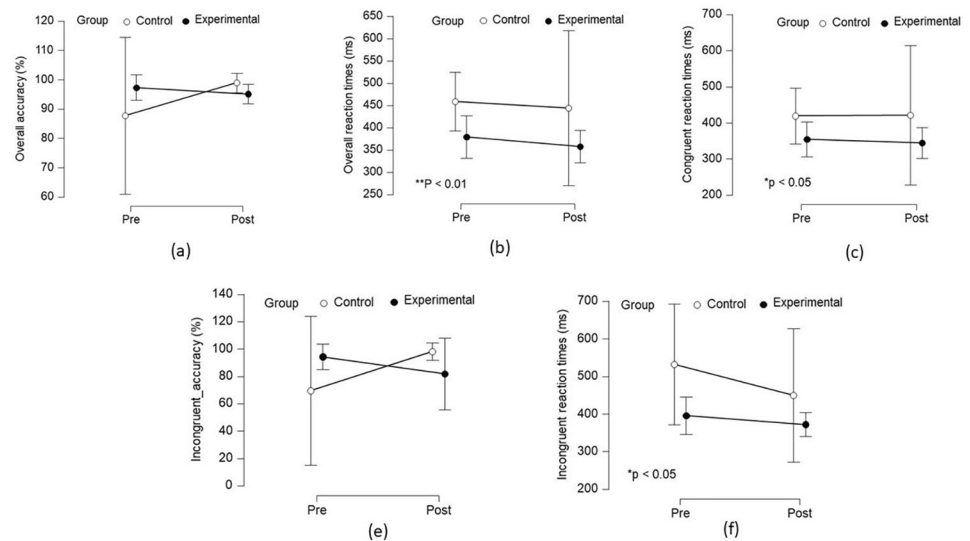 Group Control Experimental
120
110
100
90
80
70
60
Overall accuracy (%)
Pre Post
(a)
Group Control Experimental
650
600
550
500
450
400
350
300
250
Overall reaction times (ms)
**P < 0.01
Pre Post
(b)
Group Control Experimental
700
600
500
400
300
200
Congruent reaction times (ms)
*p < 0.05
Pre Post
(c)
Group Control Experimental
140
120
100
80
60
40
20
0
Incongruent_accuracy (%)
Pre Post
(e)
Group Control Experimental
700
600
500
400
300
200
Incongruent reaction times (ms)
*p < 0.05
Pre Post
(f)